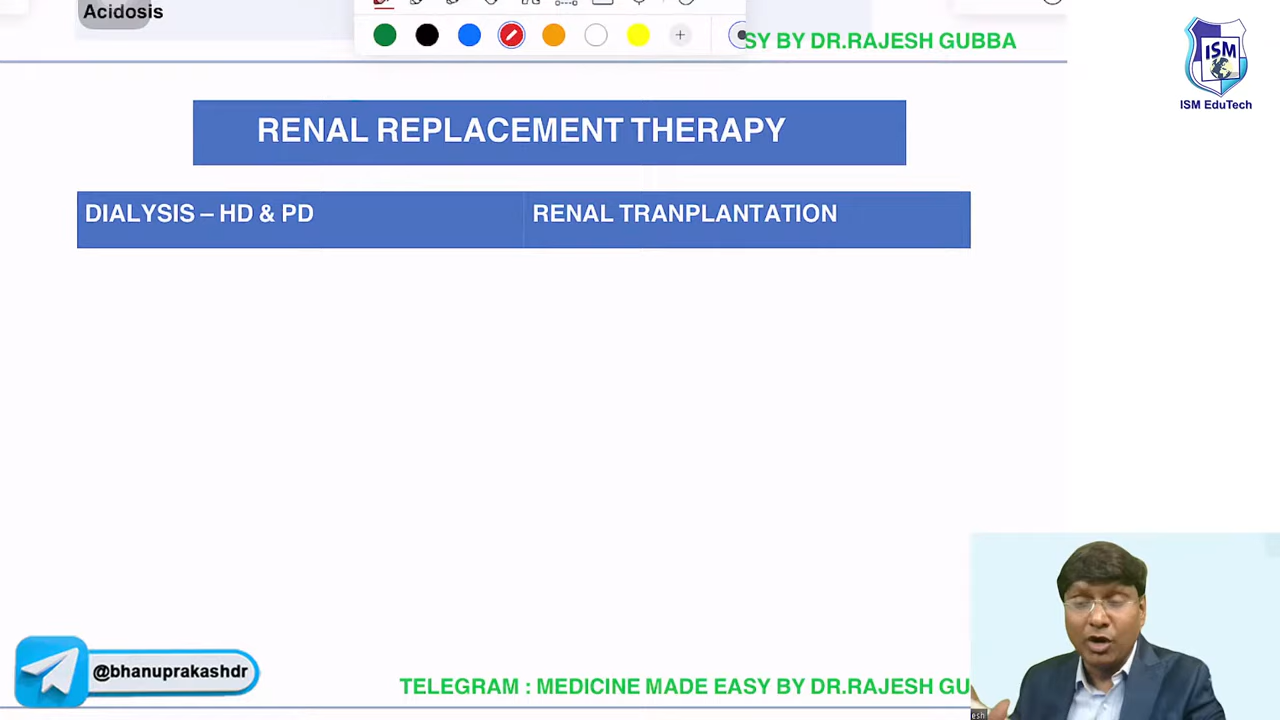 Acidosis
SY BY DR.RAJESH GUBBA
ISM
ISM EduTech
RENAL REPLACEMENT THERAPY
DIALYSIS – HD & PD
RENAL TRANPLANTATION
@bhanuprakashdr
TELEGRAM : MEDICINE MADE EASY BY DR.RAJESH GU
esh